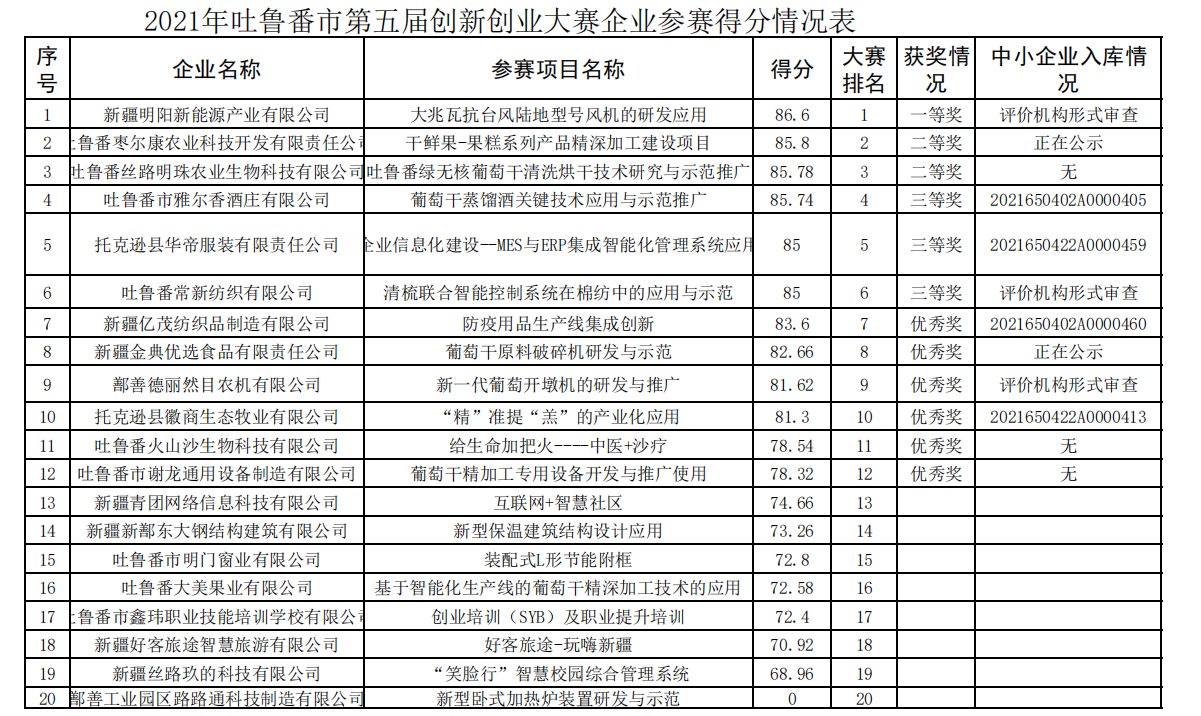 2021年吐鲁番市第五届创新创业大赛企业参赛得分情况表
序号 企业名称 参赛项目名称 得分 大赛排名 获奖情况 中小企业入库情况
1 新疆明阳新能源产业有限公司 大兆瓦抗台风陆地型号风机的研发应用 86.6 1 一等奖 评价机构形式审查
2 吐鲁番枣尔康农业科技开发有限责任公司 干鲜果-果糕系列产品精深加工建设项目 85.8 2 二等奖 正在公示
3 吐鲁番丝路明珠农业生物科技有限公司 吐鲁番绿无核葡萄干清洗烘干技术研究与示范推广 85.78 3 二等奖 无
4 吐鲁番市雅尔香酒庄有限公司 葡萄干蒸馏酒关键技术应用与示范推广 85.74 4 三等奖 2021650402A0000405
5 托克逊县华帝服装有限责任公司 企业信息化建设--MES与ERP集成智能化管理系统应用 85 5 三等奖 2021650422A0000459
6 吐鲁番常新纺织有限公司 清梳联合智能控制系统在棉纺中的应用与示范 85 6 三等奖 评价机构形式审查
7 新疆亿茂纺织品制造有限公司 防疫用品生产线集成创新 83.6 7 优秀奖 2021650402A0000460
8 新疆金典优选食品有限责任公司 葡萄干原料破碎机研发与示范 82.66 8 优秀奖 正在公示
9 鄯善德丽然目农机有限公司 新一代葡萄开墩机的研发与推广 81.62 9 优秀奖 评价机构形式审查
10 托克逊县徽商生态牧业有限公司 “精”准提“羔”的产业化应用 81.3 10 优秀奖 2021650422A0000413
11 吐鲁番火山沙生物科技有限公司 给生命加把火----中医+沙疗 78.54 11 优秀奖 无
12 吐鲁番市谢龙通用设备制造有限公司 葡萄干精加工专用设备开发与推广使用 78.32 12 优秀奖 无
13 新疆青团网络信息科技有限公司 互联网+智慧社区 74.66 13
14 新疆新鄯东大钢结构建筑有限公司 新型保温建筑结构设计应用 73.26 14
15 吐鲁番市明门窗业有限公司 装配式L形节能附框 72.8 15
16 吐鲁番大美果业有限公司 基于智能化生产线的葡萄干精深加工技术的应用 72.58 16
17 吐鲁番市鑫玮职业技能培训学校有限公司 创业培训（SYB）及职业提升培训 72.4 17
18 新疆好客旅途智慧旅游有限公司 好客旅途-玩嗨新疆 70.92 18
19 新疆丝路玖的科技有限公司 “笑脸行”智慧校园综合管理系统 68.96 19
20 鄯善工业园区路路通科技制造有限公司 新型卧式加热炉装置研发与示范 0 20